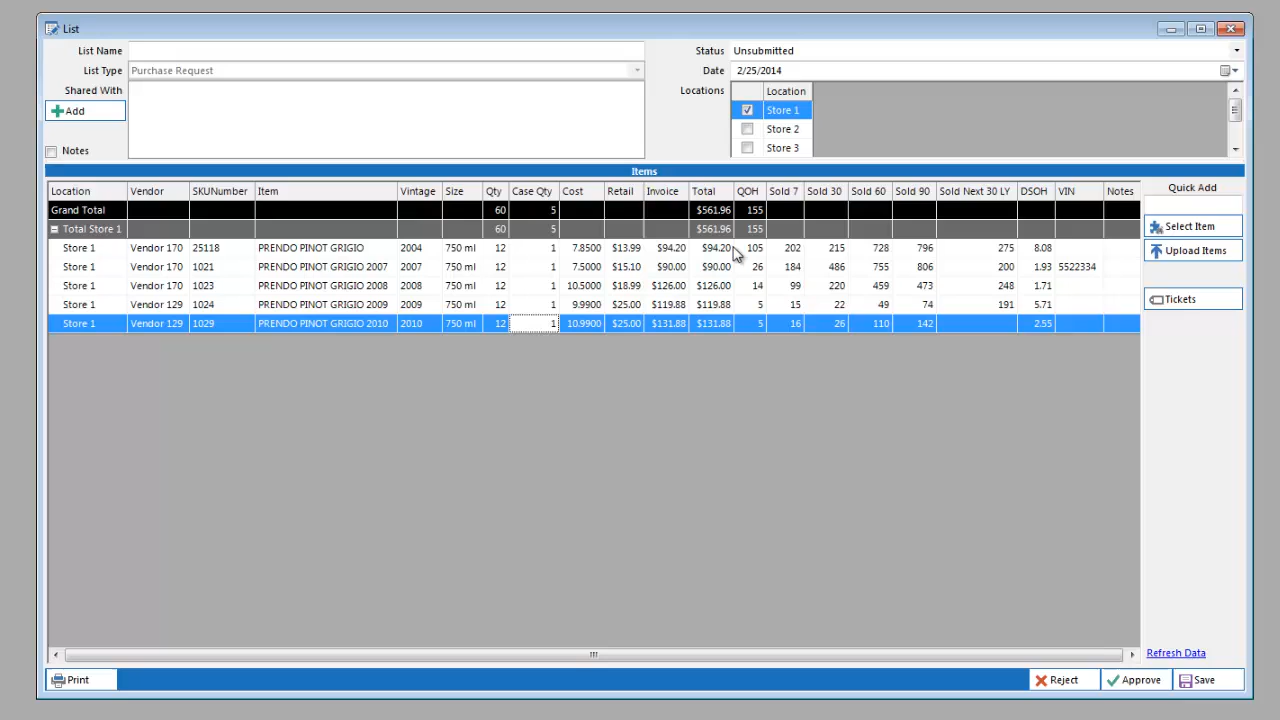 List
List Name
Status Unsubmitted
List Type Purchase Request
Date 2/25/2014
Shared With
Locations Location
Add
Store 1
Store 2
Notes
Store 3
Items
Location Vendor SKUNumber Item Vintage Size Qty Case Qty Cost Retail Invoice Total QOH Sold 7 Sold 30 Sold 60 Sold 90 Sold Next 30 LY DSOH VIN Notes
Quick Add
Grand Total 60 5 $561.96 155
Total Store 1 60 5 $561.96 155
Select Item
Store 1 Vendor 170 25118 PRENDO PINOT GRIGIO 2004 750 ml 12 1 7.8500 $13.99 $94.20 $94.20 105 202 215 728 796 275 8.08
Upload Items
Store 1 Vendor 170 1021 PRENDO PINOT GRIGIO 2007 2007 750 ml 12 1 7.5000 $15.10 $90.00 $90.00 26 184 486 755 806 200 1.93 5522334
Store 1 Vendor 170 1023 PRENDO PINOT GRIGIO 2008 2008 750 ml 12 1 10.5000 $18.99 $126.00 $126.00 14 99 220 459 473 248 1.71
Tickets
Store 1 Vendor 129 1024 PRENDO PINOT GRIGIO 2009 2009 750 ml 12 1 9.9900 $25.00 $119.88 $119.88 5 15 22 49 74 191 5.71
Store 1 Vendor 129 1029 PRENDO PINOT GRIGIO 2010 2010 750 ml 12 1 10.9900 $25.00 $131.88 $131.88 5 16 26 110 142 2.55
Refresh Data
Print
Reject
Approve
Save